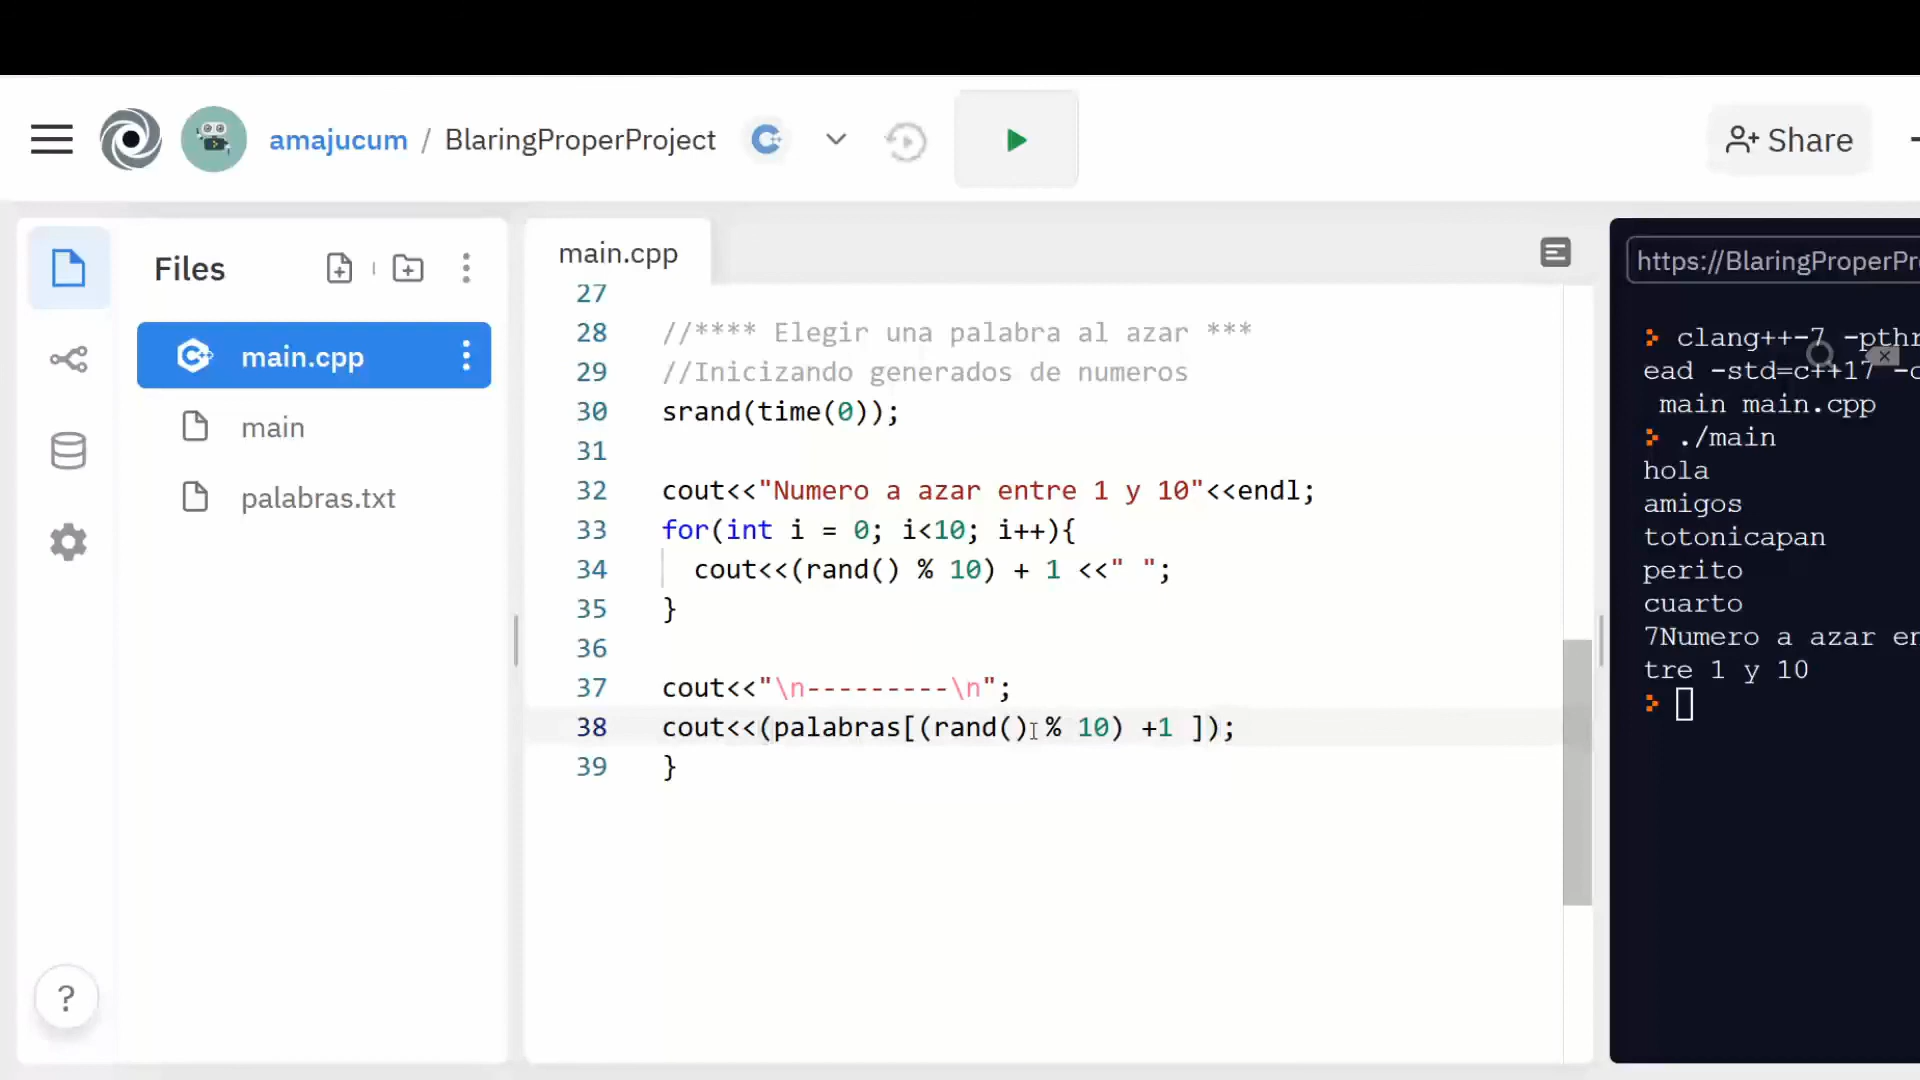 amajucum / BlaringProperProject
Share
Files
main.cpp
main
palabras.txt
?
main.cpp
27
28 //**** Elegir una palabra al azar ***
29 //Inicizando generados de numeros
30 srand(time(0));
31
32 cout<<"Numero a azar entre 1 y 10"<<endl;
33 for(int i = 0; i<10; i++){
34 cout<<(rand() % 10) + 1 <<" ";
35 }
36
37 cout<<"\n---------\n";
38 cout<<(palabras[(rand() % 10) +1 ]);
39 }
https://BlaringProperPr
clang++-7 -pthr
ead -std=c++17 -o
main main.cpp
./main
hola
amigos
totonicapan
perito
cuarto
7Numero a azar en
tre 1 y 10